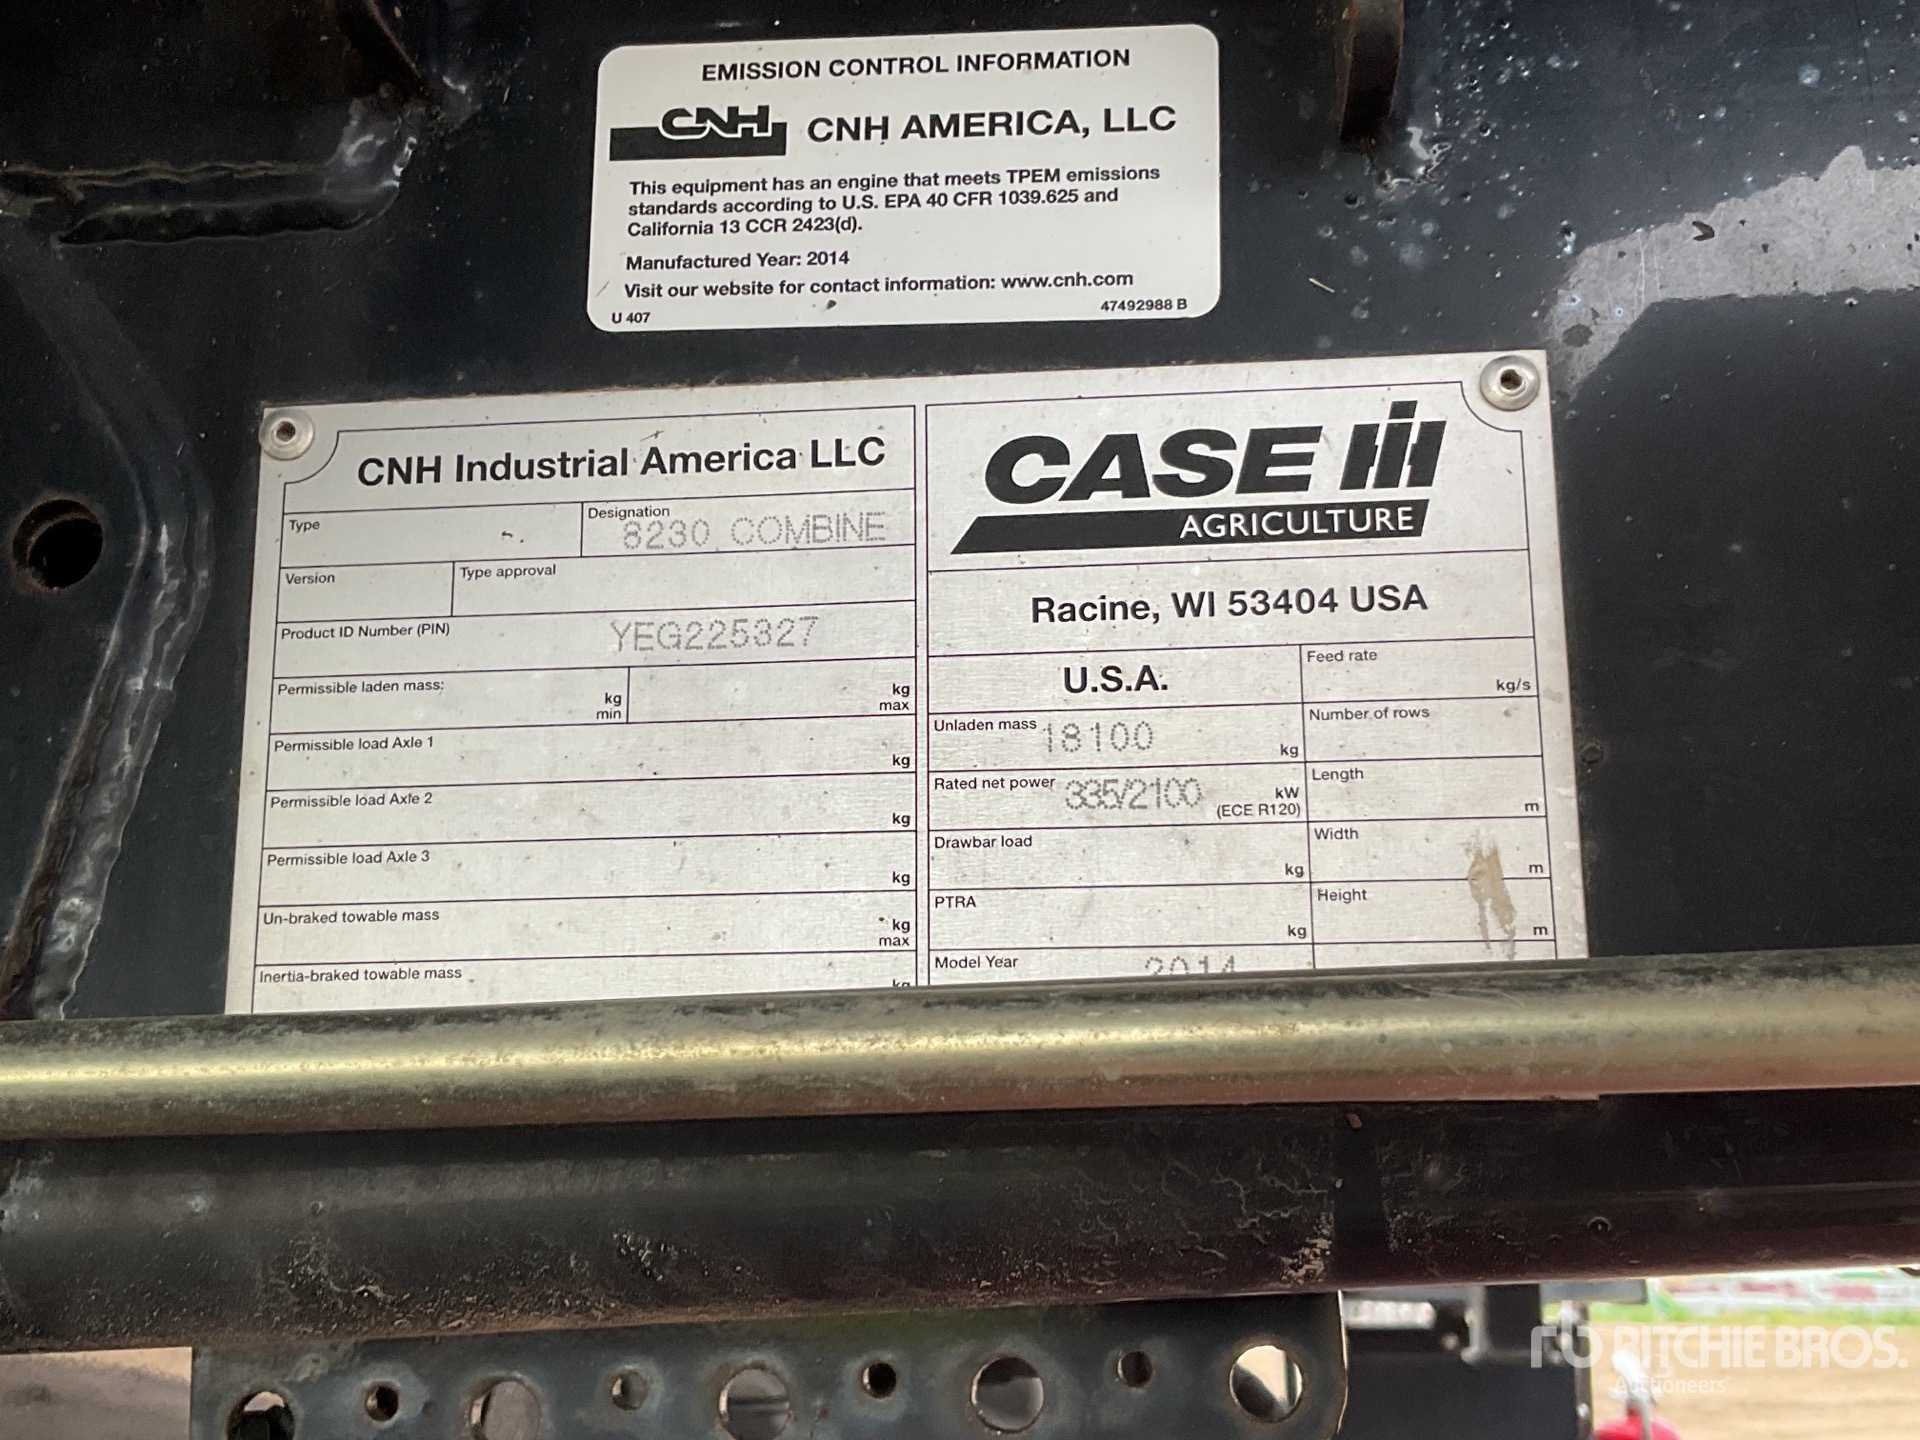 EMISSION CONTROL INFORMATION
CNH CNH AMERICA, LLC
This equipment has an engine that meets TPEM emissions
standards according to U.S. EPA 40 CFR 1039.625 and
California 13 CCR 2423(d).
Manufactured Year: 2014
Visit our website for contact information: www.cnh.com
U 407 47492988 B
CNH Industrial America LLC
Type
Designation
8230 COMBINE
Version
Type approval
Product ID Number (PIN) YEG225327
Permissible laden mass: kg min kg max
Permissible load Axle 1 kg
Permissible load Axle 2 kg
Permissible load Axle 3 kg
Un-braked towable mass kg max
Inertia-braked towable mass kg
CASE IH
AGRICULTURE
Racine, WI 53404 USA
U.S.A.
Feed rate kg/s
Unladen mass 18100 kg
Number of rows
Rated net power 335/2100 kW (ECE R120)
Length m
Drawbar load kg
Width m
PTRA kg
Height m
Model Year 2014
rb RITCHIE BROS.
Auctioneers